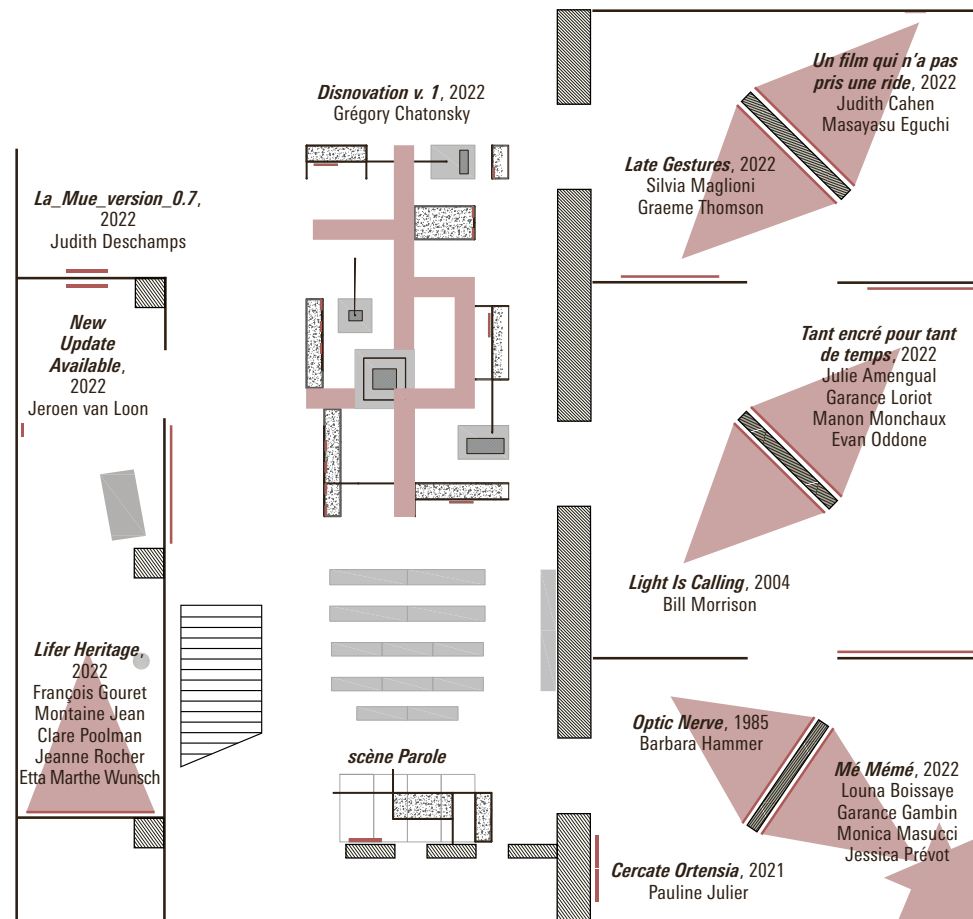 Disnovation v. 1, 2022
Grégory Chatonsky
Un film qui n'a pas
pris une ride, 2022
Judith Cahen
Masayasu Eguchi
Late Gestures, 2022
Silvia Maglioni
Graeme Thomson
La_Mue_version_0.7,
2022
Judith Deschamps
New
Update
Available,
2022
Jeroen van Loon
Tant encré pour tant
de temps, 2022
Julie Amengual
Garance Loriot
Manon Monchaux
Evan Oddone
Light Is Calling, 2004
Bill Morrison
Lifer Heritage,
2022
François Gouret
Montaine Jean
Clare Poolman
Jeanne Rocher
Etta Marthe Wunsch
scène Parole
Optic Nerve, 1985
Barbara Hammer
Mé Mémé, 2022
Louna Boissaye
Garance Gambin
Monica Masucci
Jessica Prévot
Cercate Ortensia, 2021
Pauline Julier